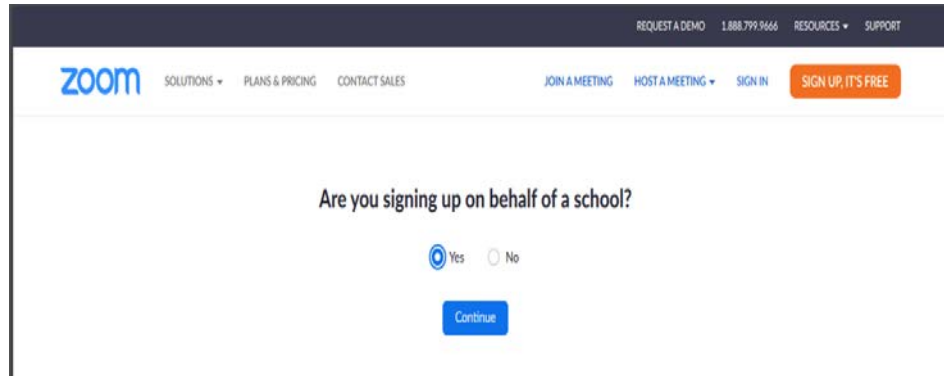 REQUEST A DEMO 1.888.799.9666 RESOURCES SUPPORT
zoom SOLUTIONS PLANS & PRICING CONTACT SALES JOIN A MEETING HOST A MEETING SIGN IN SIGN UP, IT'S FREE
Are you signing up on behalf of a school?
Yes No
Continue